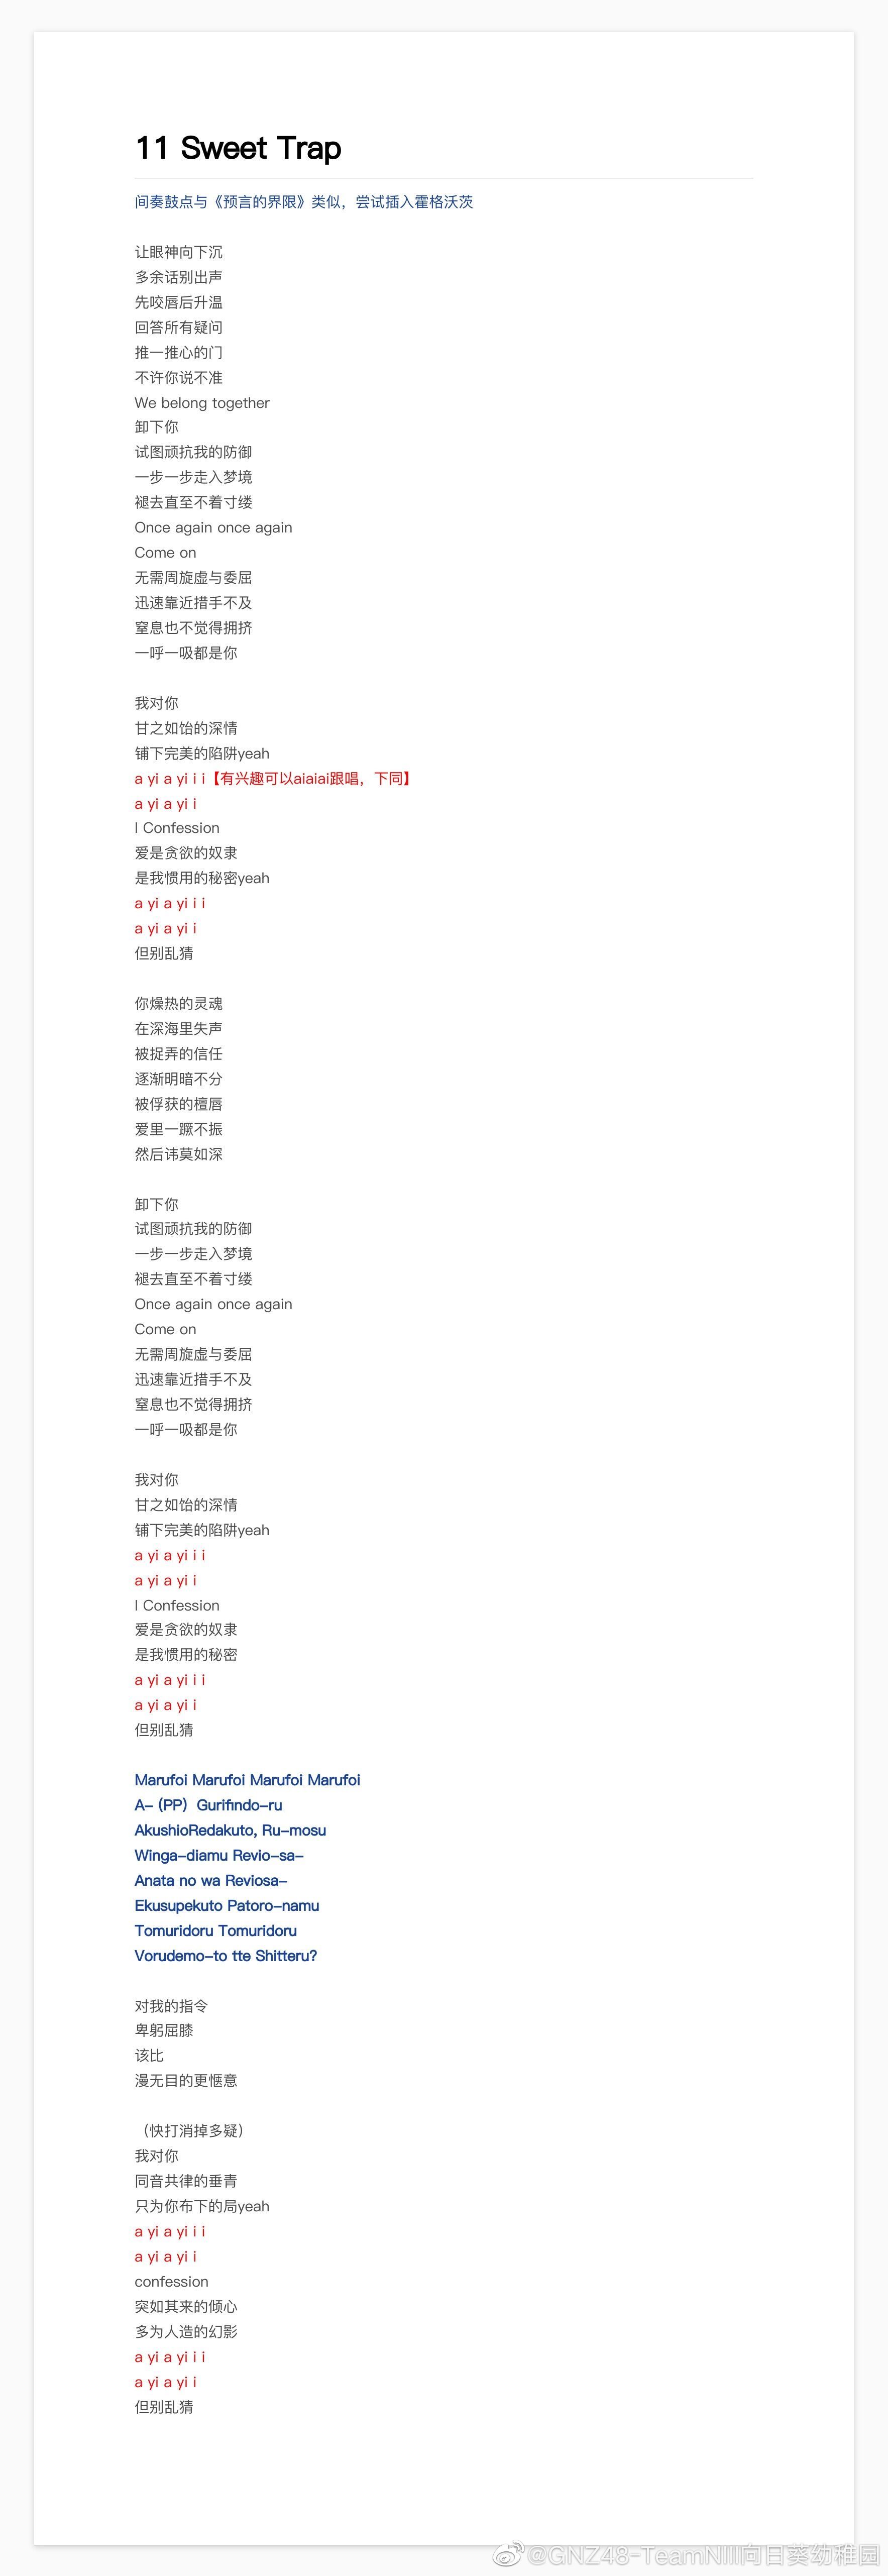 11 Sweet Trap
间奏鼓点与《预言的界限》类似，尝试插入霍格沃茨
让眼神向下沉
多余话别出声
先咬唇后升温
回答所有疑问
推一推心的门
不许你说不准
We belong together
卸下你
试图顽抗我的防御
一步一步走入梦境
褪去直至不着寸缕
Once again once again
Come on
无需周旋虚与委屈
迅速靠近措手不及
窒息也不觉得拥挤
一呼一吸都是你
我对你
甘之如饴的深情
铺下完美的陷阱yeah
a yi a yi i i【有兴趣可以aiaiai跟唱，下同】
a yi a yi i
I Confession
爱是贪欲的奴隶
是我惯用的秘密yeah
a yi a yi i i
a yi a yi i
但别乱猜
你燥热的灵魂
在深海里失声
被捉弄的信任
逐渐明暗不分
被俘获的檀唇
爱里一蹶不振
然后讳莫如深
卸下你
试图顽抗我的防御
一步一步走入梦境
褪去直至不着寸缕
Once again once again
Come on
无需周旋虚与委屈
迅速靠近措手不及
窒息也不觉得拥挤
一呼一吸都是你
我对你
甘之如饴的深情
铺下完美的陷阱yeah
a yi a yi i i
a yi a yi i
I Confession
爱是贪欲的奴隶
是我惯用的秘密
a yi a yi i i
a yi a yi i
但别乱猜
Marufoi Marufoi Marufoi Marufoi
A-（PP）Gurifindo-ru
AkushioRedakuto, Ru-mosu
Winga-diamu Revio-sa-
Anata no wa Reviosa-
Ekusupekuto Patoro-namu
Tomuridoru Tomuridoru
Vorudemo-to tte Shitteru?
对我的指令
卑躬屈膝
该比
漫无目的更惬意
（快打消掉多疑）
我对你
同音共律的垂青
只为你布下的局yeah
a yi a yi i i
a yi a yi i
confession
突如其来的倾心
多为人造的幻影
a yi a yi i i
a yi a yi i
但别乱猜
@GNZ48-TeamNIII向日葵幼稚园